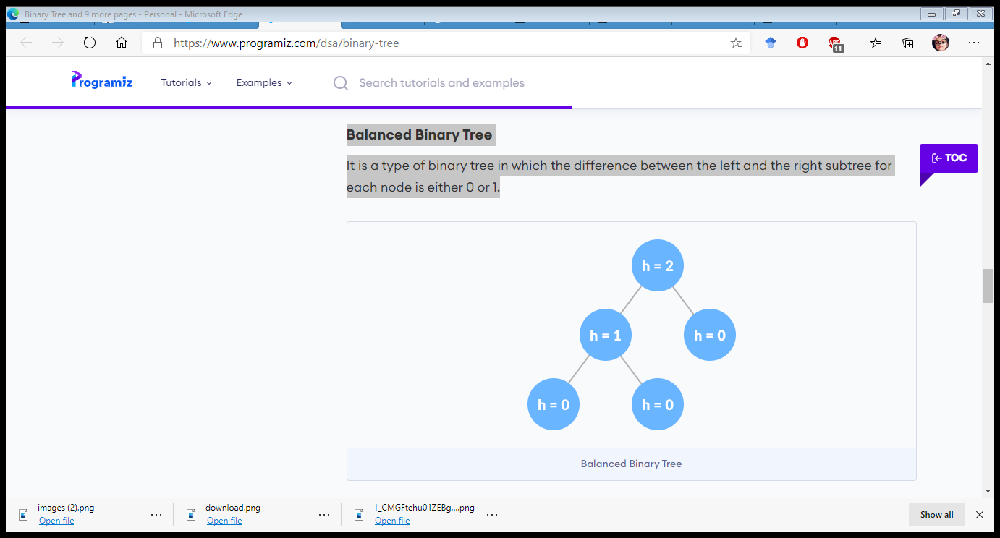 Binary Tree and 9 more pages - Personal - Microsoft Edge
https://www.programiz.com/dsa/binary-tree
11
Programiz
Tutorials
Examples
Search tutorials and examples
Balanced Binary Tree
It is a type of binary tree in which the difference between the left and the right subtree for
each node is either 0 or 1.
TOC
h = 2
h = 1 h = 0
h = 0 h = 0
Balanced Binary Tree
images (2).png
Open file
download.png
Open file
1_CMGFtehu01ZEBg....png
Open file
Show all